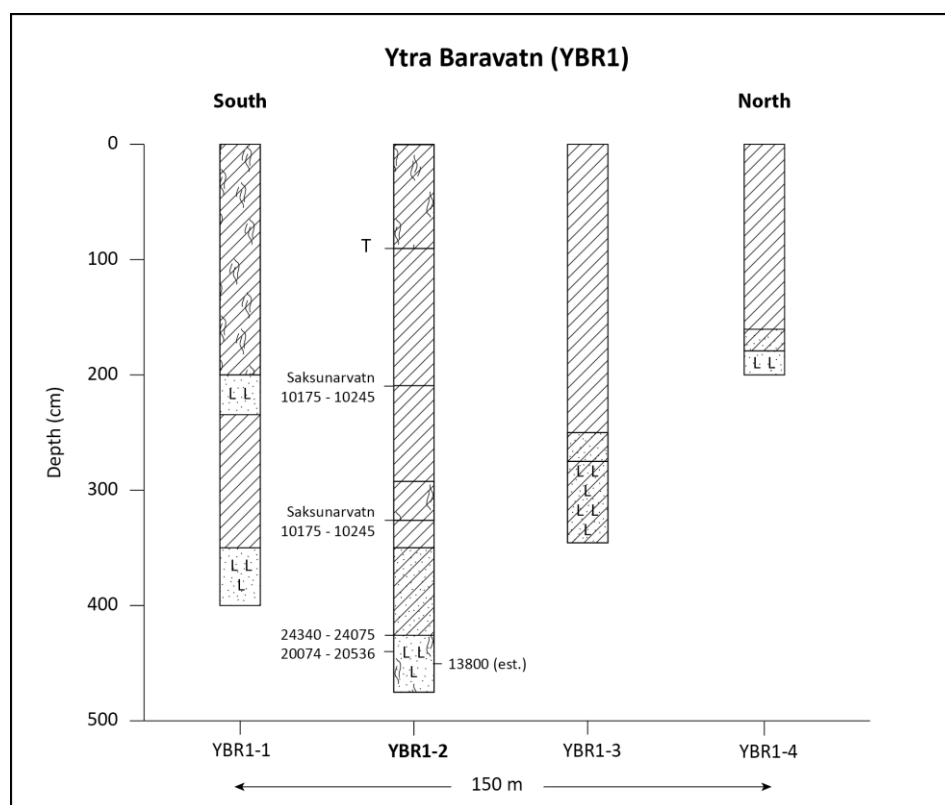 Ytra Baravatn (YBR1)
South
North
0
100
T
200
Saksunarvatn
10175 - 10245
L L
L L
300
Saksunarvatn
10175 - 10245
L L
L
L L
L
400
L L
L
24340 - 24075
20074 - 20536
L L
L
13800 (est.)
500
Depth (cm)
YBR1-1
YBR1-2
YBR1-3
YBR1-4
150 m